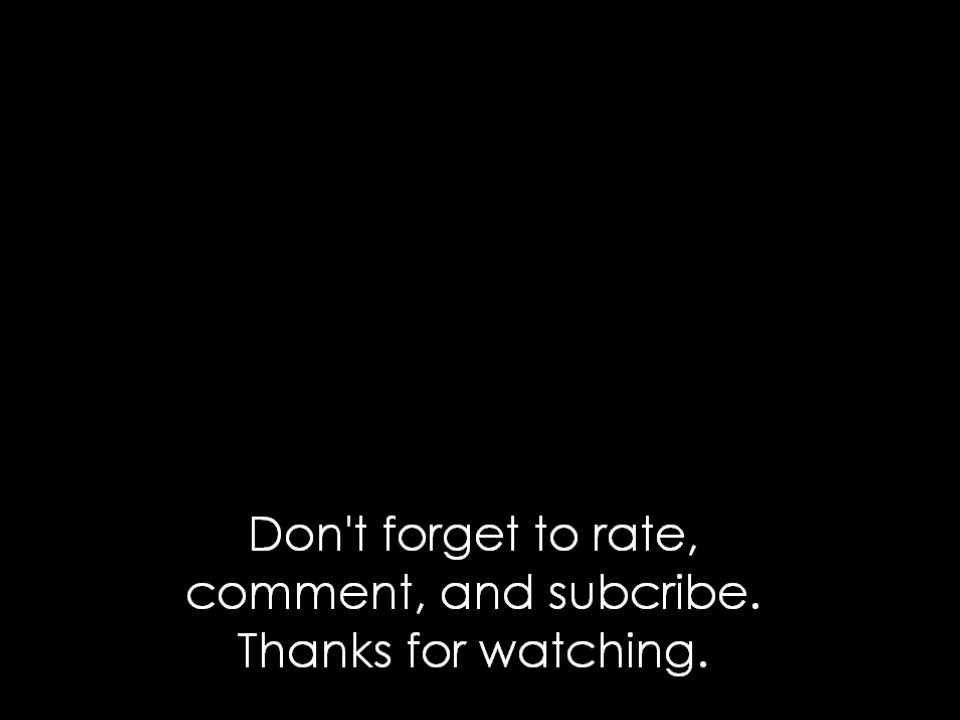 Don't forget to rate,
comment, and subcribe.
Thanks for watching.